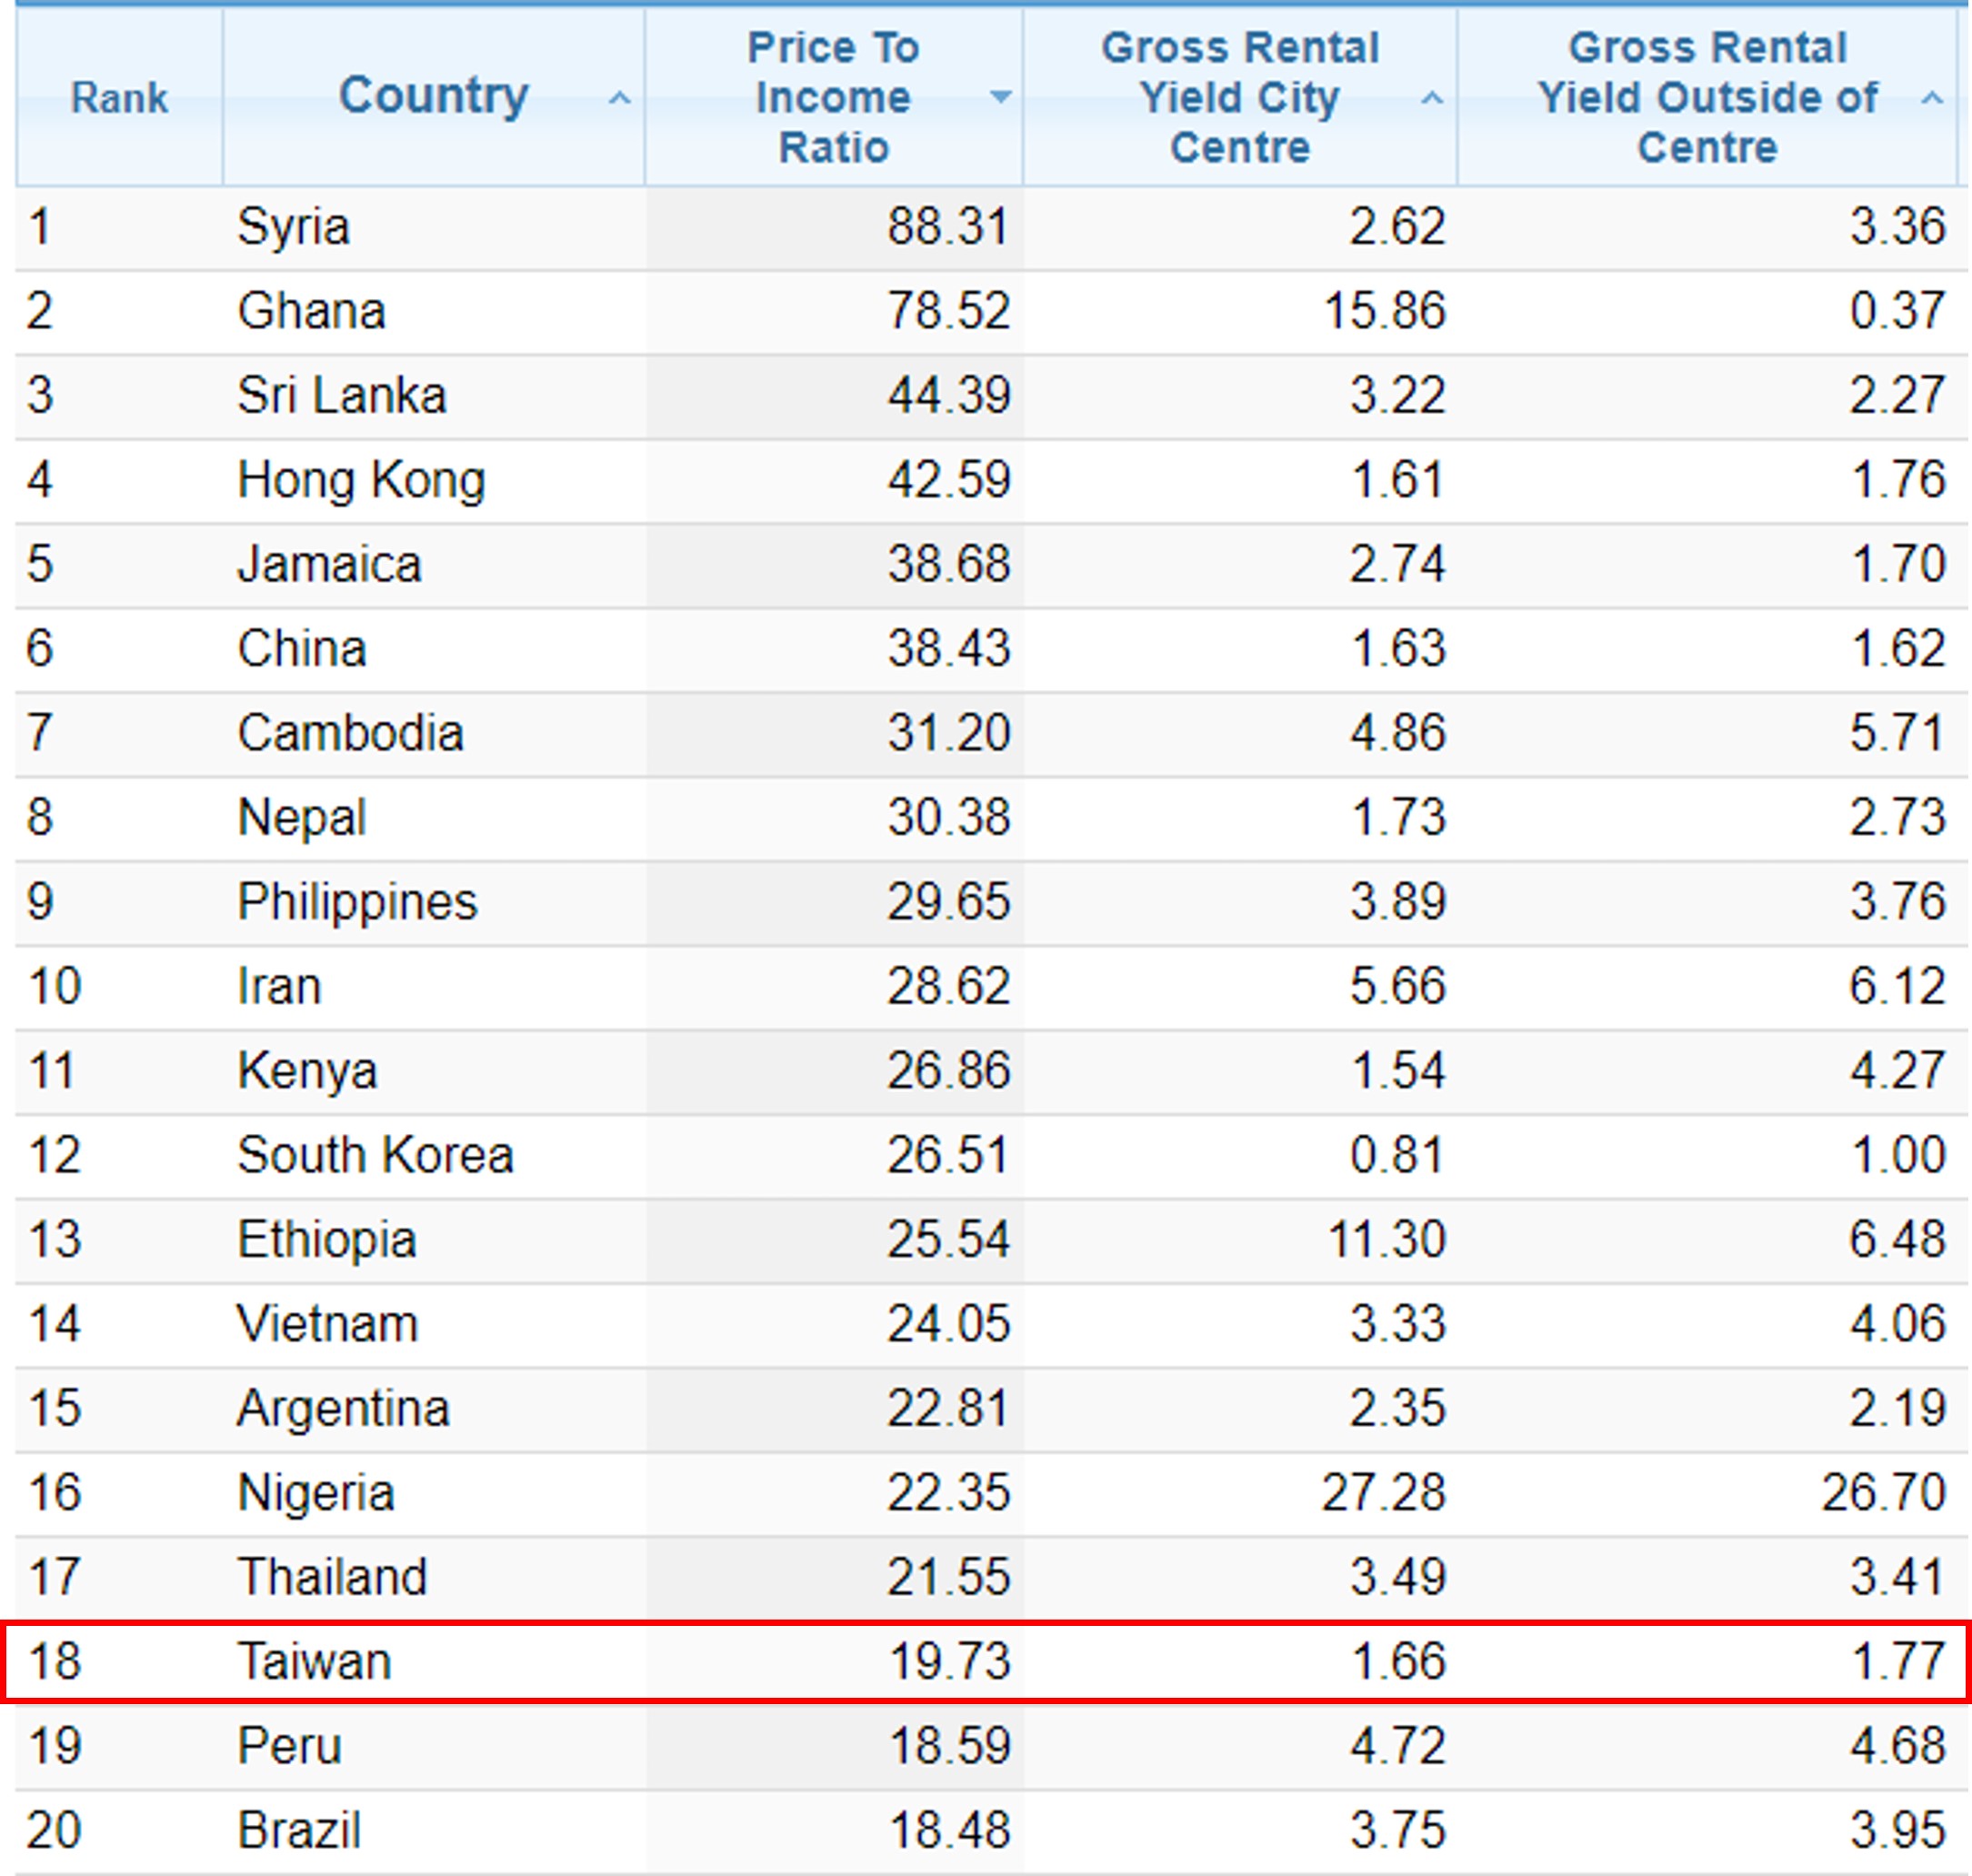 Rank Country Price To Income Ratio Gross Rental Yield City Centre Gross Rental Yield Outside of Centre
1 Syria 88.31 2.62 3.36
2 Ghana 78.52 15.86 0.37
3 Sri Lanka 44.39 3.22 2.27
4 Hong Kong 42.59 1.61 1.76
5 Jamaica 38.68 2.74 1.70
6 China 38.43 1.63 1.62
7 Cambodia 31.20 4.86 5.71
8 Nepal 30.38 1.73 2.73
9 Philippines 29.65 3.89 3.76
10 Iran 28.62 5.66 6.12
11 Kenya 26.86 1.54 4.27
12 South Korea 26.51 0.81 1.00
13 Ethiopia 25.54 11.30 6.48
14 Vietnam 24.05 3.33 4.06
15 Argentina 22.81 2.35 2.19
16 Nigeria 22.35 27.28 26.70
17 Thailand 21.55 3.49 3.41
18 Taiwan 19.73 1.66 1.77
19 Peru 18.59 4.72 4.68
20 Brazil 18.48 3.75 3.95